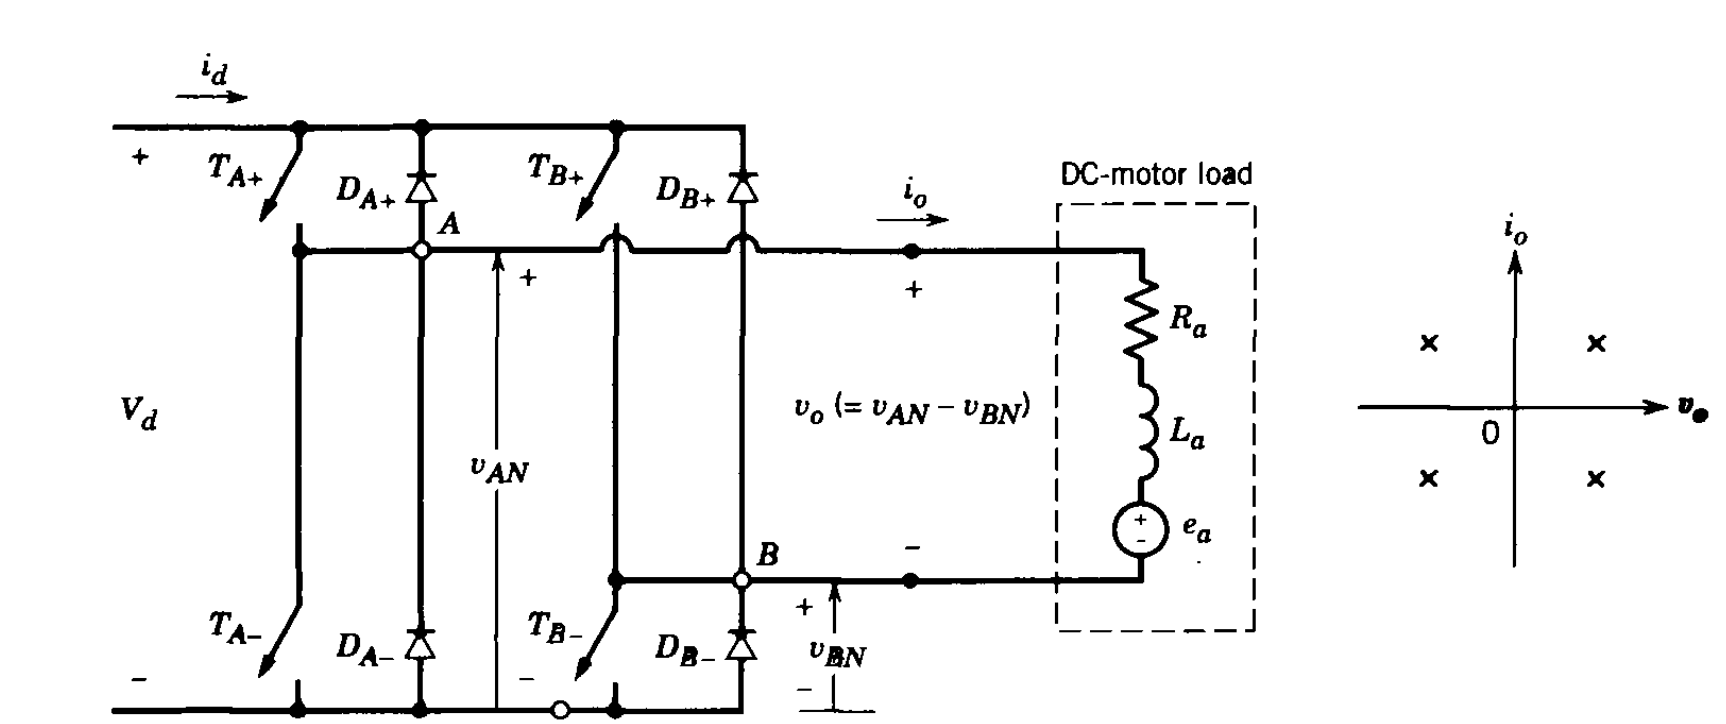 i_d
+
T_{A+}
D_{A+}
T_{B+}
D_{B+}
A
+
i_o
+
DC-motor load
R_a
L_a
+
-
e_a
i_o
×
×
0
v_o
×
×
V_d
v_{AN}
v_o (= v_{AN} – v_{BN})
–
B
+
T_{A–}
D_{A–}
T_{B–}
D_{B–}
v_{BN}
–
–
–